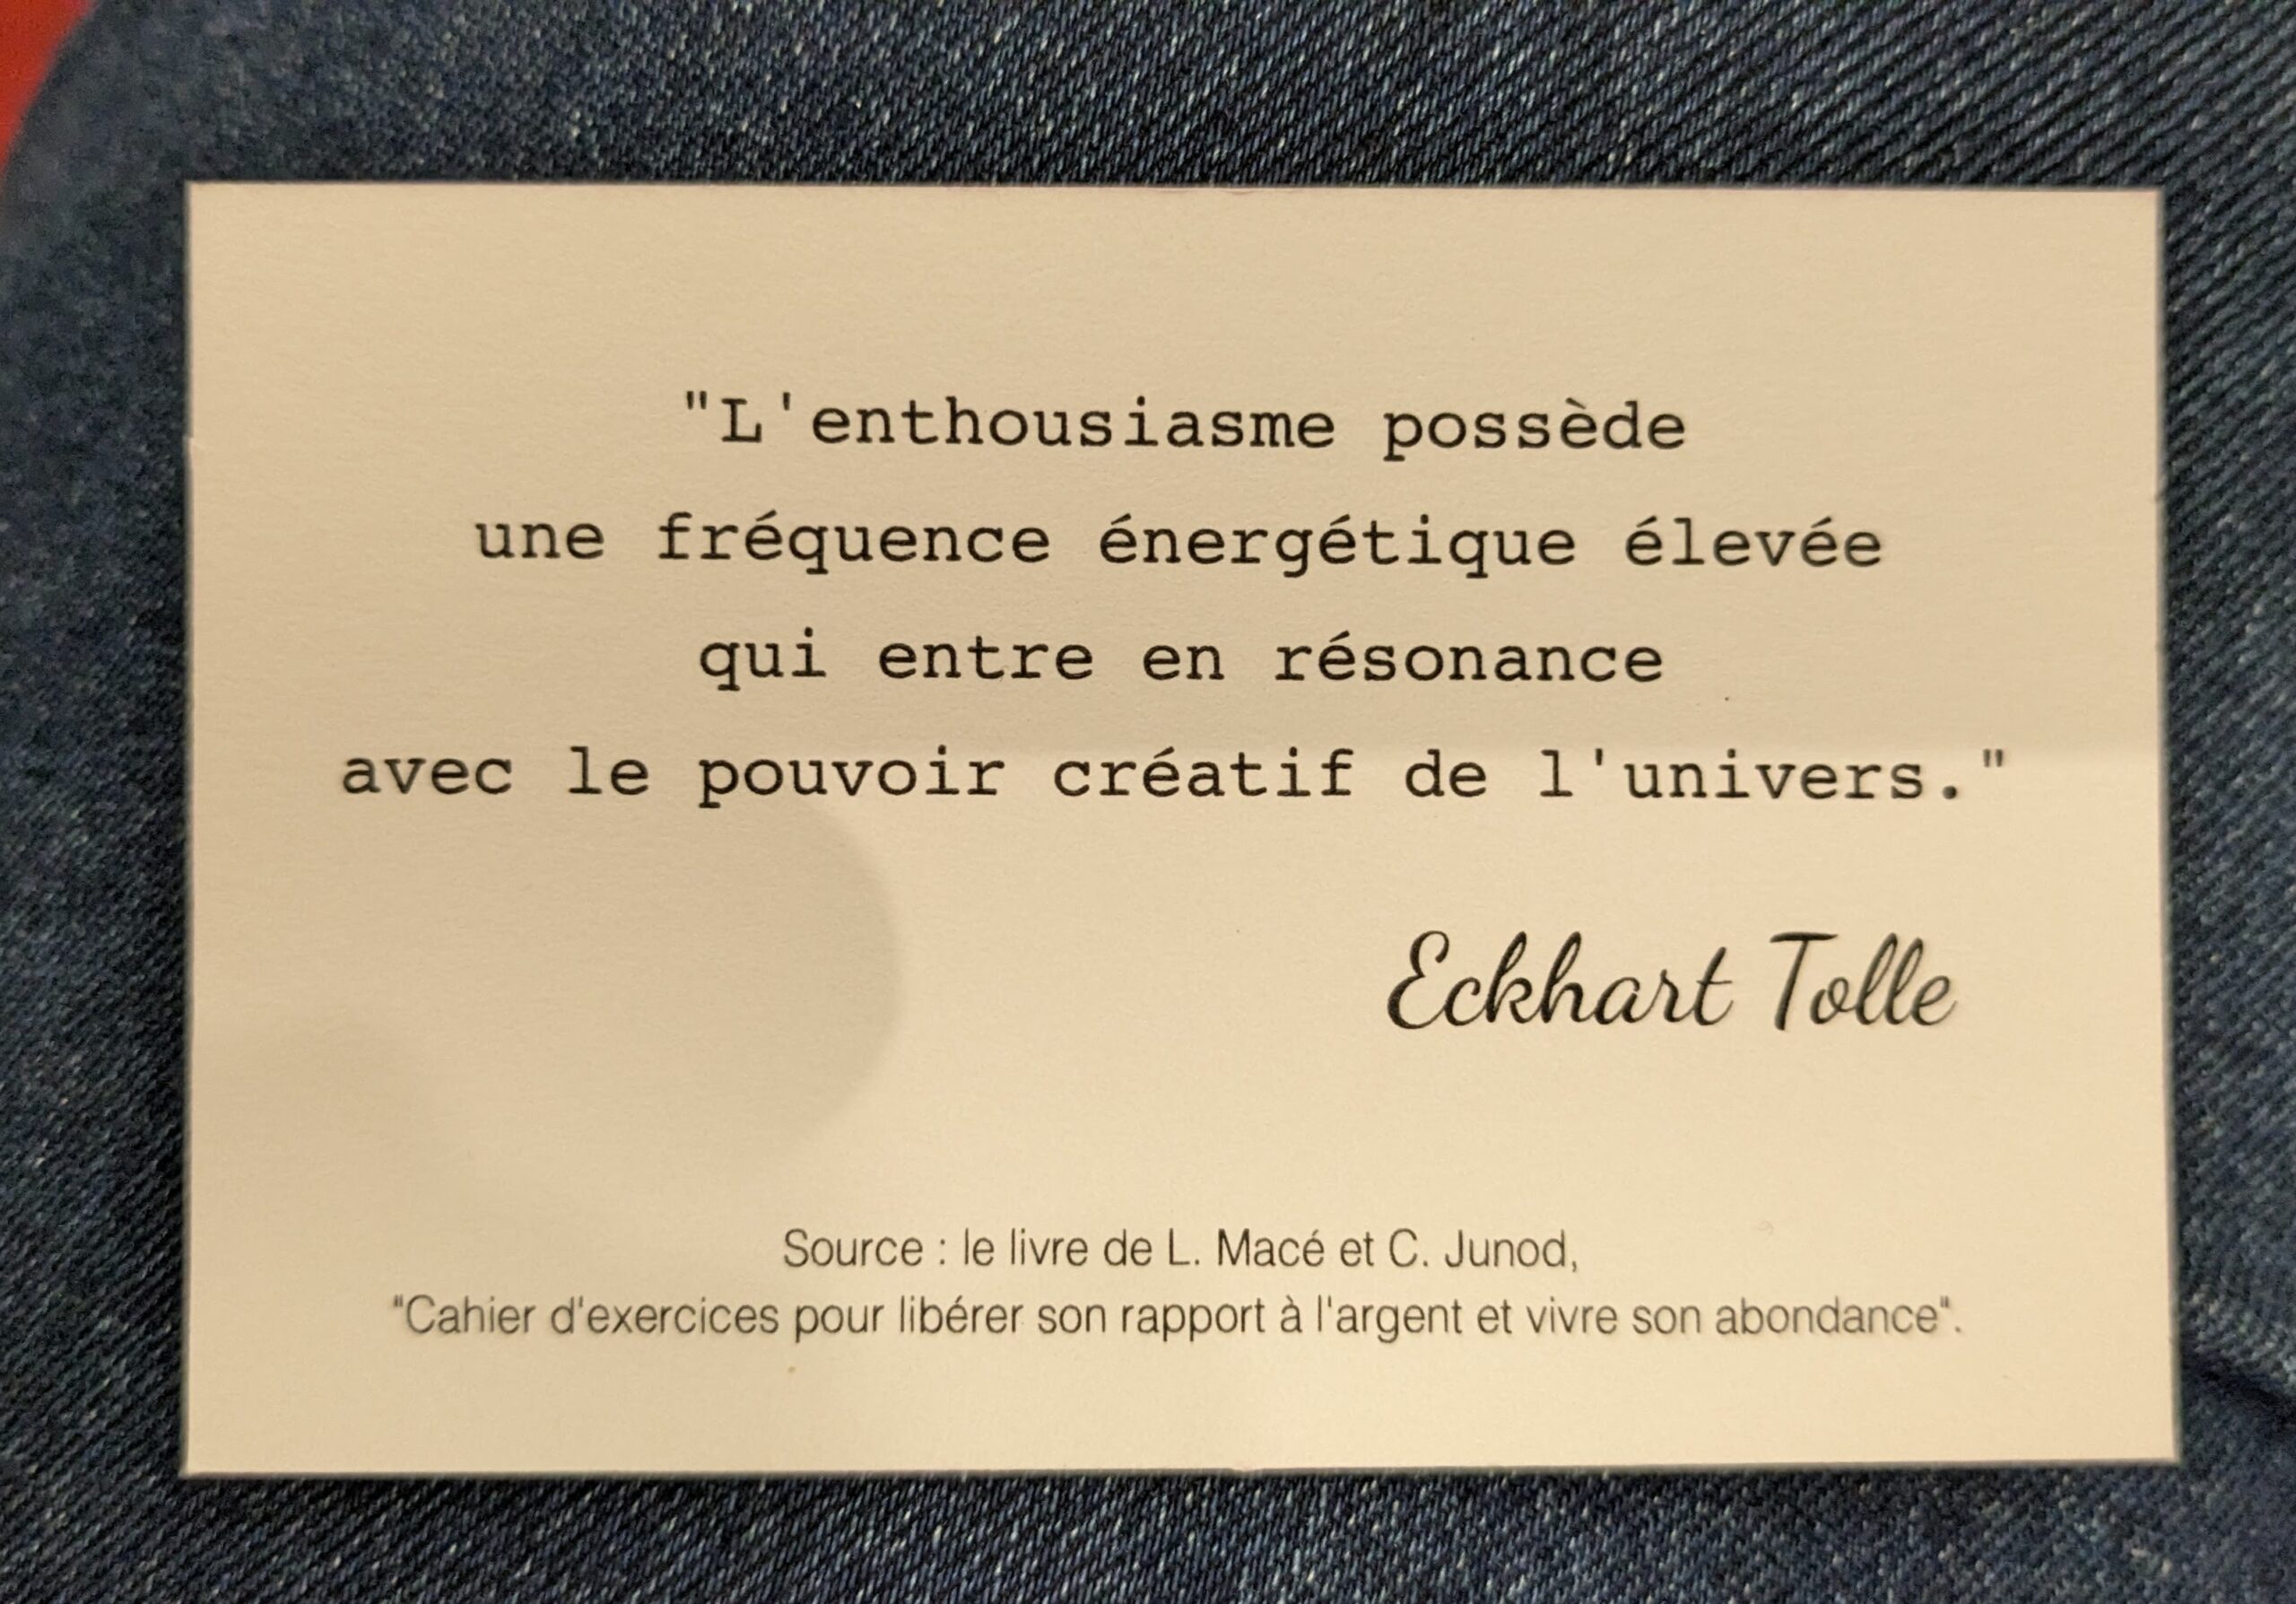 "L'enthousiasme possède
une fréquence énergétique élevée
qui entre en résonance
avec le pouvoir créatif de l'univers."
Eckhart Tolle
Source : le livre de L. Macé et C. Junod,
"Cahier d'exercices pour libérer son rapport à l'argent et vivre son abondance".